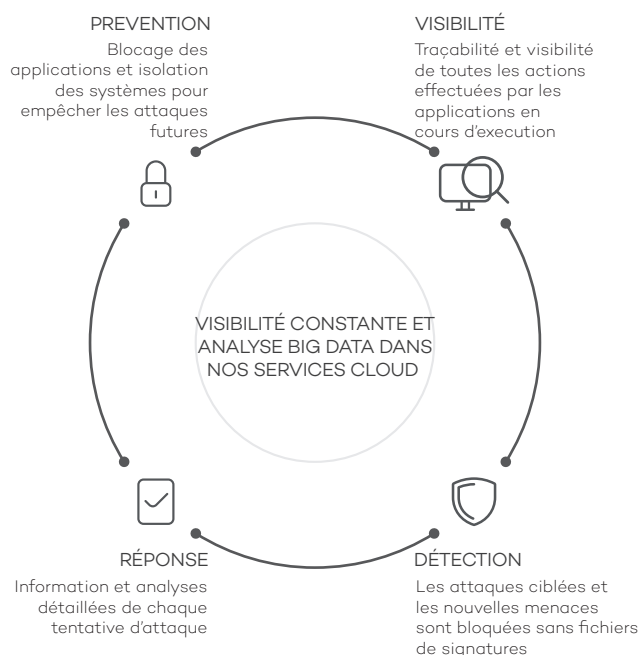 PREVENTION
Blocage des
applications et isolation
des systèmes pour
empêcher les attaques
futures
VISIBILITÉ
Traçabilité et visibilité
de toutes les actions
effectuées par les
applications en
cours d'execution
VISIBILITÉ CONSTANTE ET
ANALYSE BIG DATA DANS
NOS SERVICES CLOUD
RÉPONSE
Information et analyses
détaillées de chaque
tentative d'attaque
DÉTECTION
Les attaques ciblées et
les nouvelles menaces
sont bloquées sans fichiers
de signatures